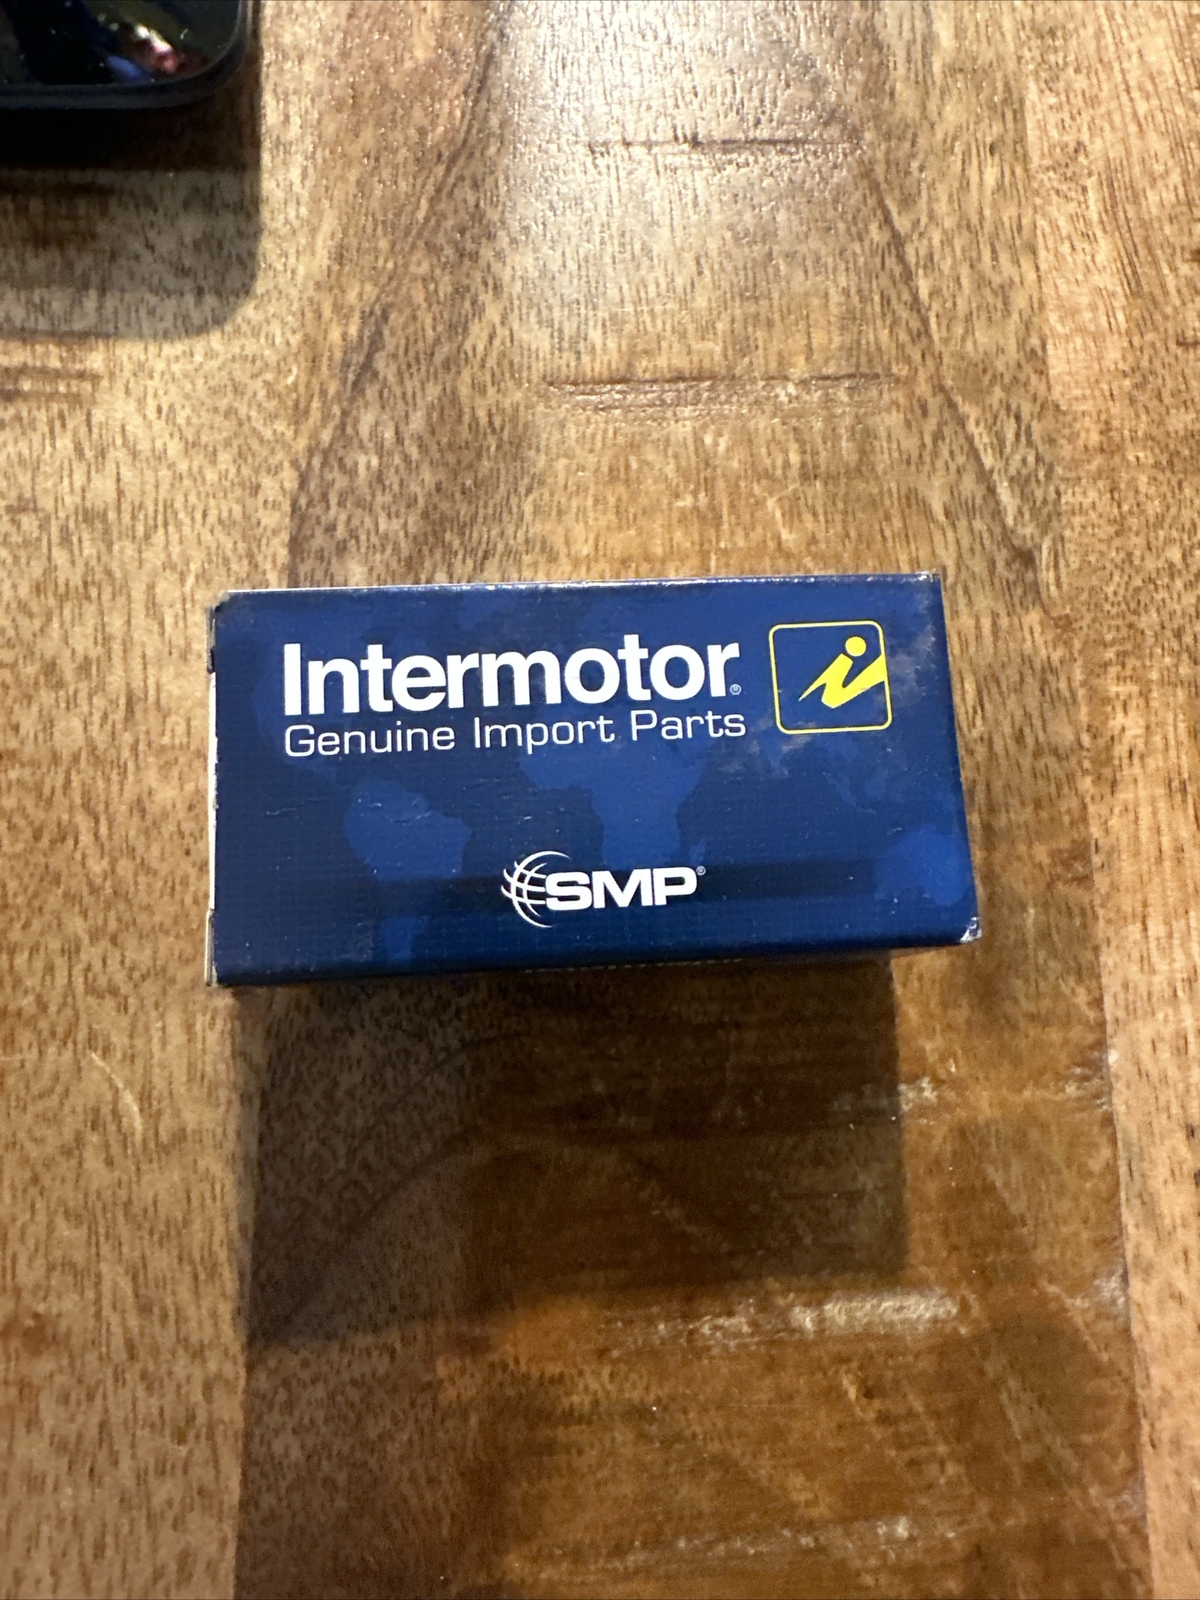 Intermotor®
Genuine Import Parts
i
SMP®